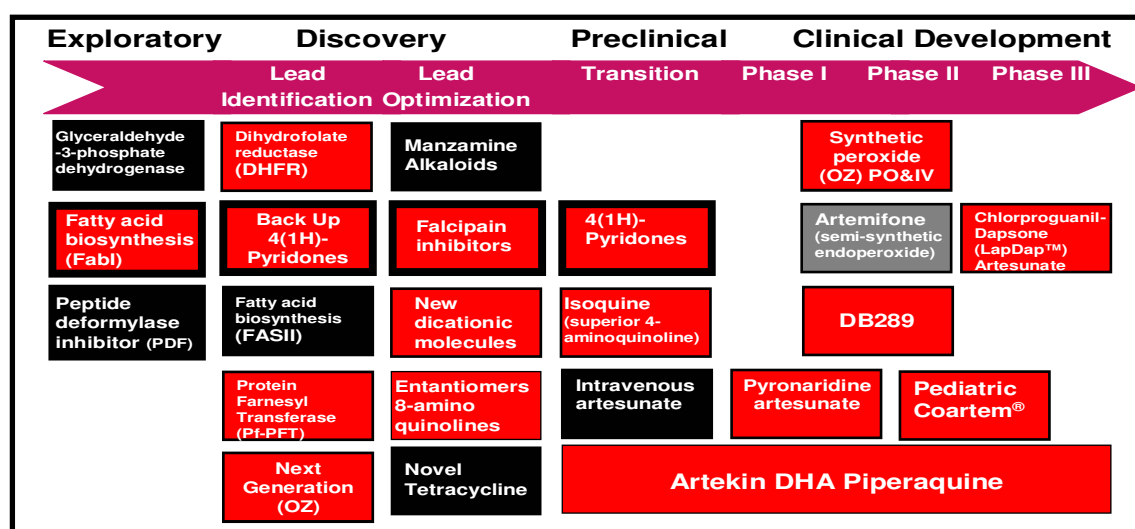 Exploratory Discovery Preclinical Clinical Development
Lead Identification
Lead Optimization
Transition
Phase I
Phase II
Phase III
Glyceraldehyde
-3-phosphate
dehydrogenase
Dihydrofolate
reductase
(DHFR)
Manzamine
Alkaloids
Synthetic
peroxide
(OZ) PO&IV
Fatty acid
biosynthesis
(FabI)
Back Up
4(1H)-
Pyridones
Falcipain
inhibitors
4(1H)-
Pyridones
Artemifone
(semi-synthetic
endoperoxide)
Chlorproguanil-
Dapsone
(LapDap™)
Artesunate
Peptide
deformylase
inhibitor (PDF)
Fatty acid
biosynthesis
(FASII)
New
dicationic
molecules
Isoquine
(superior 4-
aminoquinoline)
DB289
Protein
Farnesyl
Transferase
(Pf-PFT)
Entantiomers
8-amino
quinolines
Intravenous
artesunate
Pyronaridine
artesunate
Pediatric
Coartem®
Next
Generation
(OZ)
Novel
Tetracycline
Artekin DHA Piperaquine